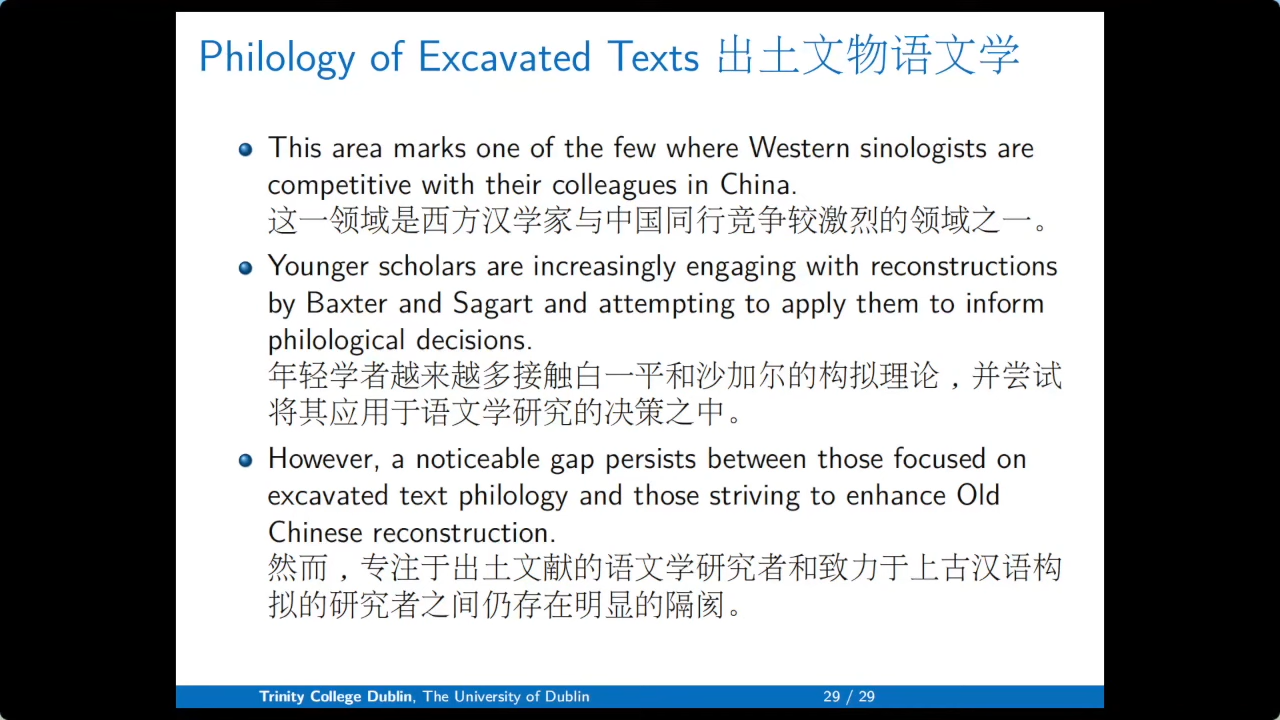 Philology of Excavated Texts 出土文物语文学
This area marks one of the few where Western sinologists are
competitive with their colleagues in China.
这一领域是西方汉学家与中国同行竞争较激烈的领域之一。
Younger scholars are increasingly engaging with reconstructions
by Baxter and Sagart and attempting to apply them to inform
philological decisions.
年轻学者越来越多接触白一平和沙加尔的构拟理论，并尝试
将其应用于语文学研究的决策之中。
However, a noticeable gap persists between those focused on
excavated text philology and those striving to enhance Old
Chinese reconstruction.
然而，专注于出土文献的语文学研究者和致力于上古汉语构
拟的研究者之间仍存在明显的隔阂。
Trinity College Dublin, The University of Dublin
29 / 29